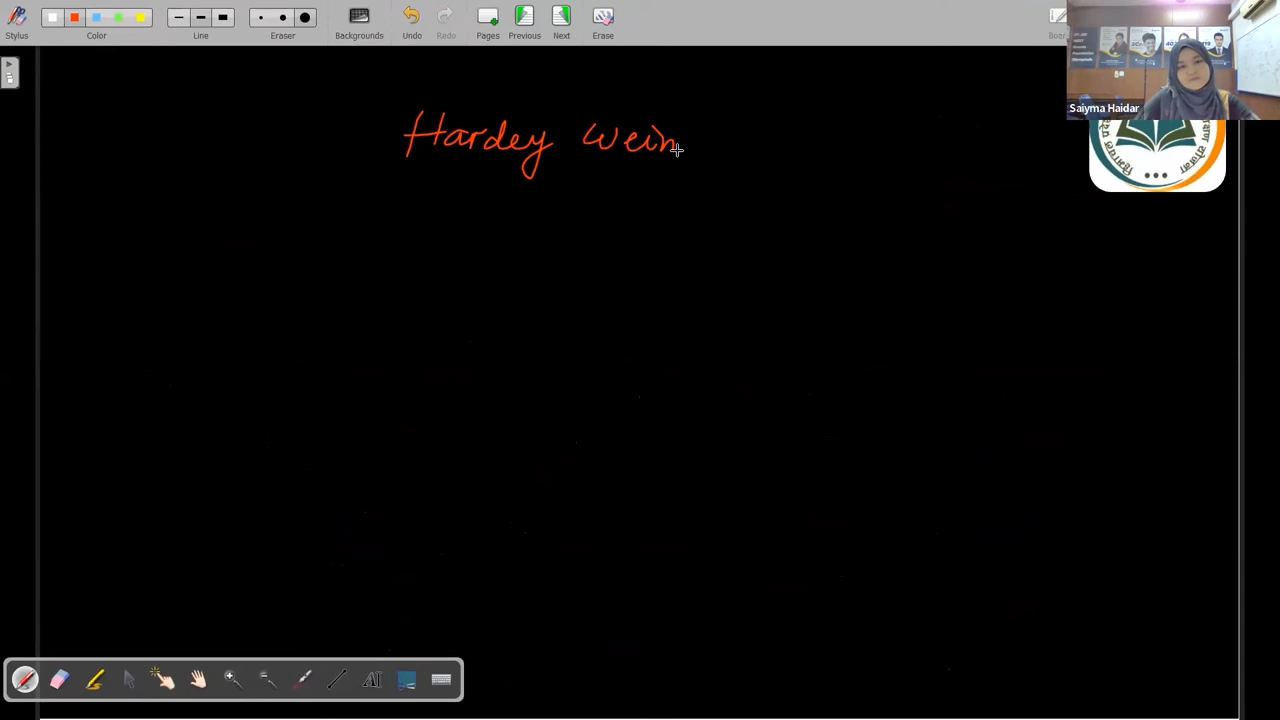 Stylus Color Line Eraser Backgrounds Undo Redo Pages Previous Next Erase
Saiyma Haidar
Hardey Wein